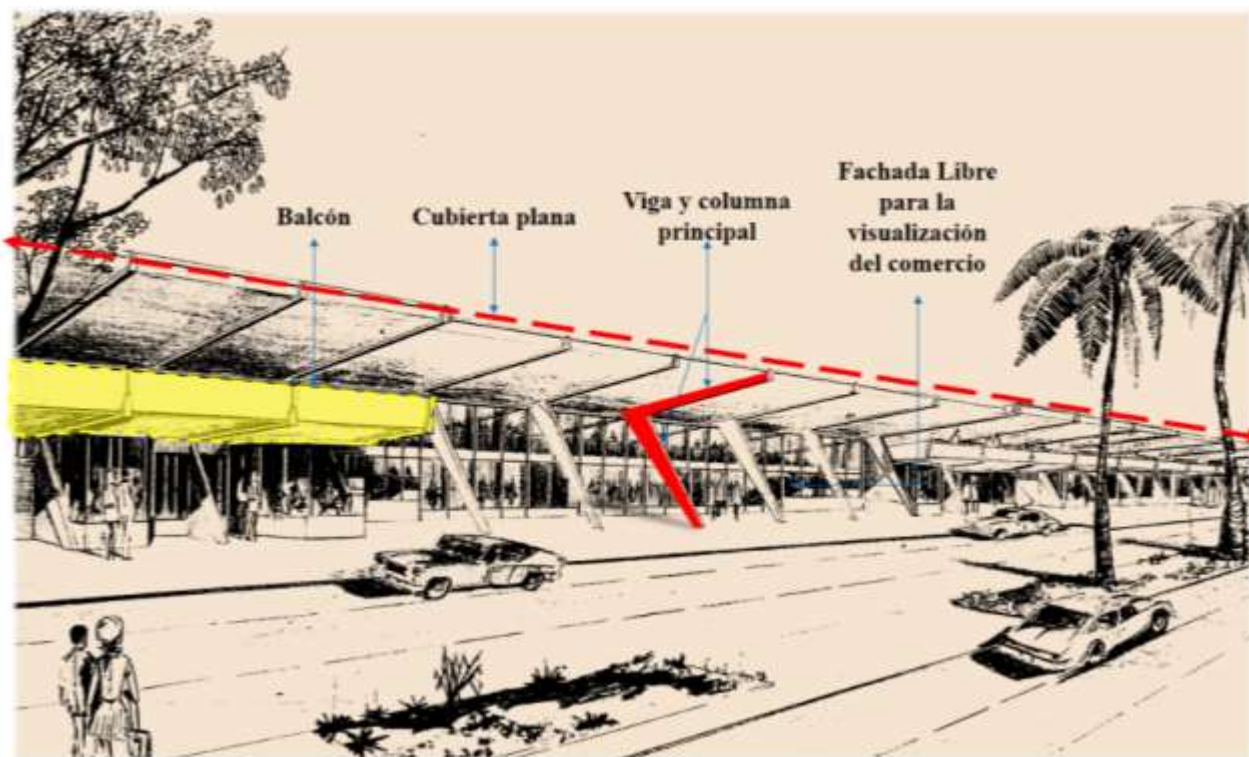 Balcón
Cubierta plana
Viga y columna
principal
Fachada Libre
para la
visualización
del comercio